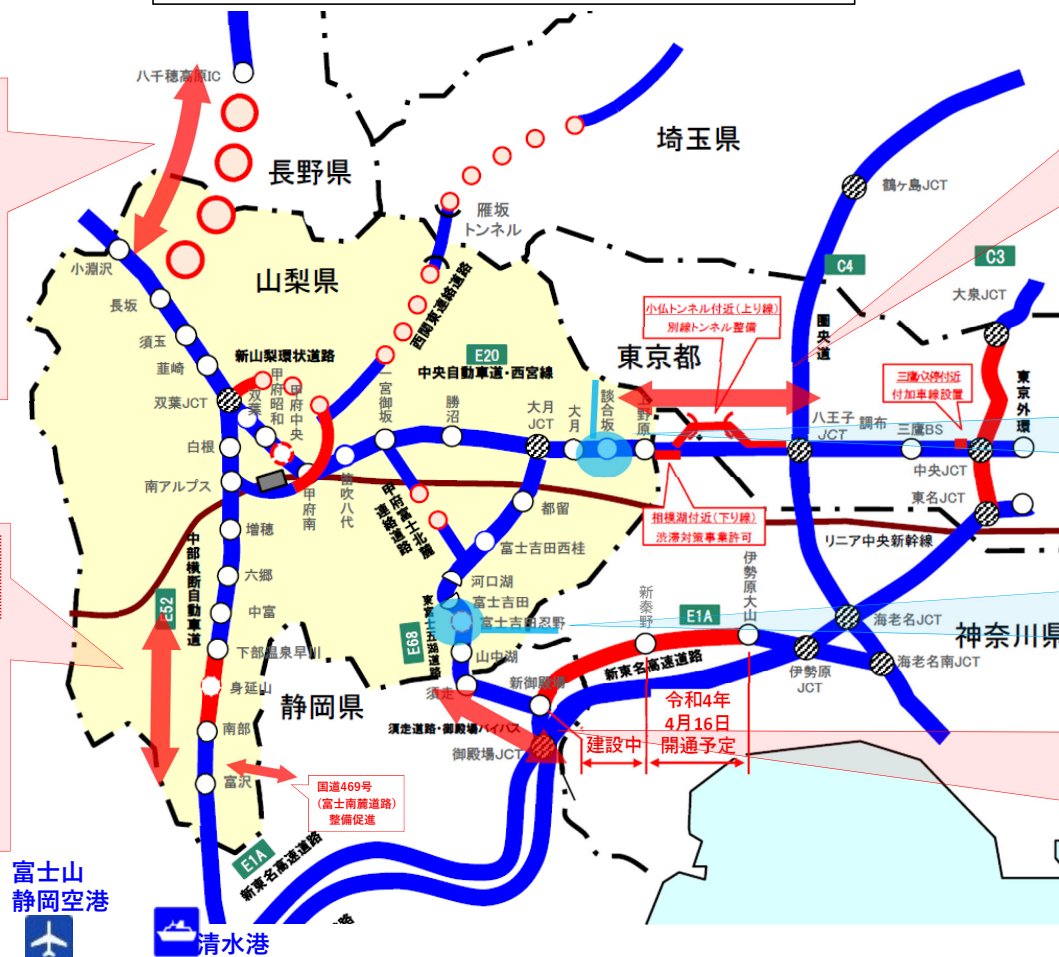 八千穂高原IC
長野県
埼玉県
雁坂
トンネル
鶴ヶ島JCT
C4
C3
大泉JCT
小淵沢
山梨県
西関東連絡道路
長坂
須玉
韮崎
新山梨環状道路
双葉JCT
双葉
甲府昭和
甲府中央
一宮御坂
E20
中央自動車道・西宮線
勝沼
大月
JCT
大月
談合坂
上野原
東京都
小仏トンネル付近(上り線)
別線トンネル整備
圏央道
三鷹バス停付近
付加車線設置
東京外環
八王子
JCT
調布
三鷹BS
中央JCT
東名JCT
白根
南アルプス
甲府南
笛吹八代
甲府富士北麓
連絡道路
都留
相模湖付近(下り線)
渋滞対策事業許可
リニア中央新幹線
増穂
中部横断自動車道
六郷
中富
E52
下部温泉早川
身延山
南部
富沢
富士吉田西桂
河口湖
富士吉田
富士吉田忍野
東富士五湖道路
E68
山中湖
須走
新御殿場
須走道路・御殿場バイパス
御殿場JCT
新秦野
E1A
新東名高速道路
伊勢原大山
伊勢原
JCT
海老名JCT
海老名南JCT
神奈川県
静岡県
建設中
令和4年
4月16日
開通予定
国道469号
(富士南麓道路)
整備促進
E1A
新東名高速道路
路
富士山
静岡空港
清水港